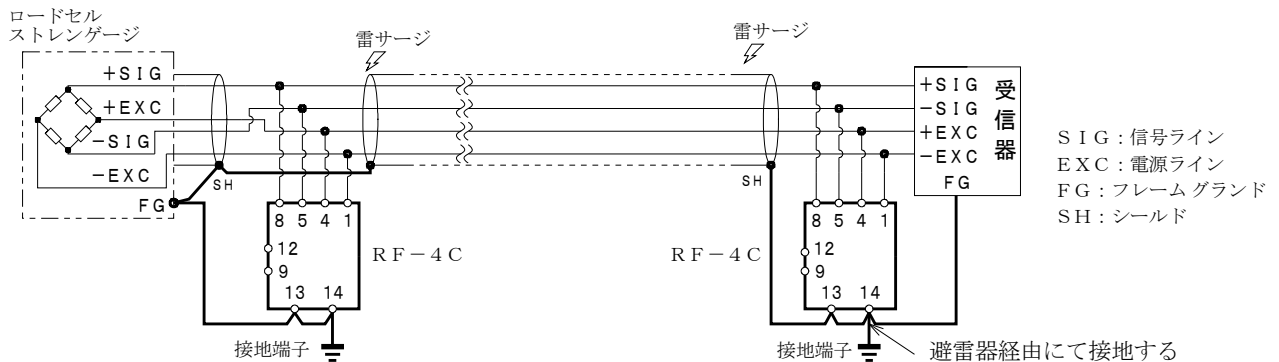 ロードセル
ストレンゲージ
雷サージ
雷サージ
+SIG
+EXC
-SIG
-EXC
FG
SH
8 5 4 1
12
9
13 14
RF-4C
接地端子
SH
RF-4C
8 5 4 1
12
9
13 14
接地端子
避雷器経由にて接地する
+SIG
-SIG
+EXC
-EXC
FG
受信器
SIG:信号ライン
EXC:電源ライン
FG:フレームグランド
SH:シールド